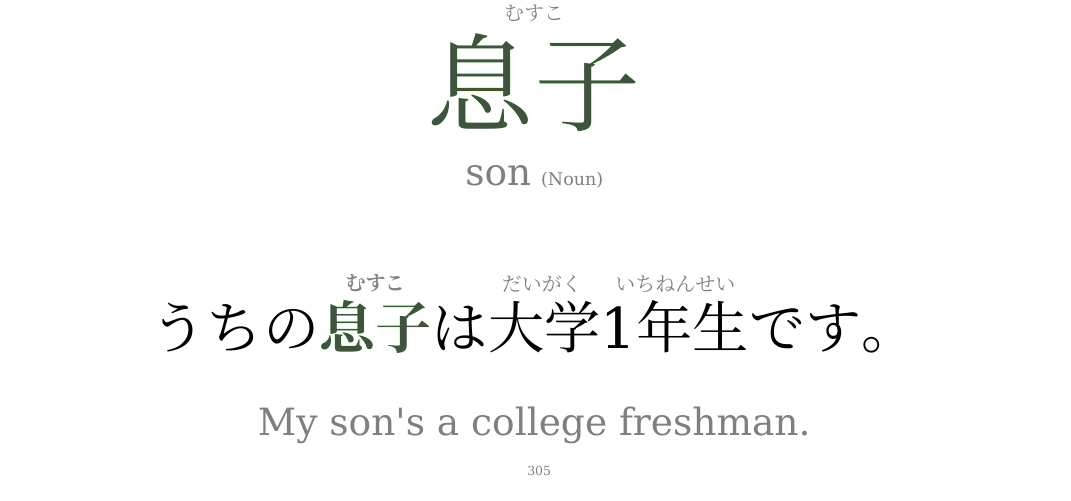 むすこ
息子
son (Noun)
むすこ だいがく いちねんせい
うちの息子は大学1年生です。
My son's a college freshman.
305